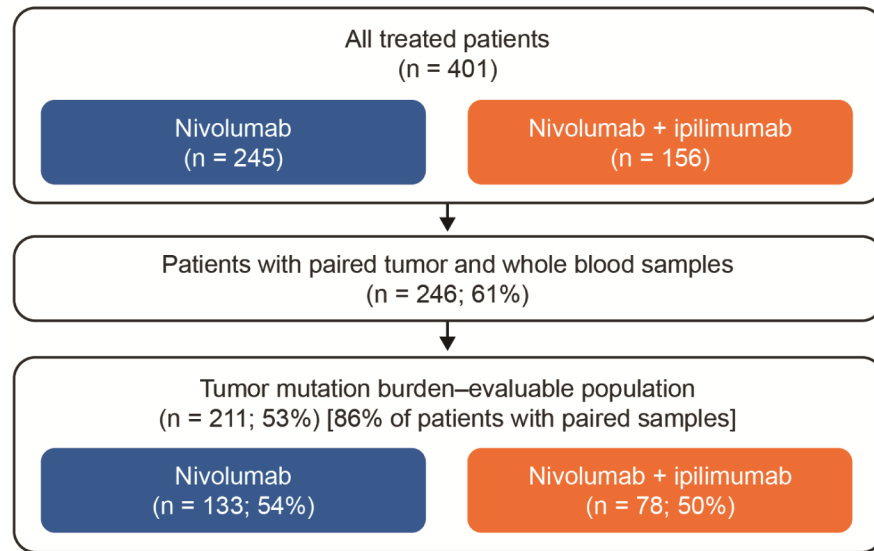 All treated patients
(n = 401)
Nivolumab
(n = 245)
Nivolumab + ipilimumab
(n = 156)
Patients with paired tumor and whole blood samples
(n = 246; 61%)
Tumor mutation burden–evaluable population
(n = 211; 53%) [86% of patients with paired samples]
Nivolumab
(n = 133; 54%)
Nivolumab + ipilimumab
(n = 78; 50%)